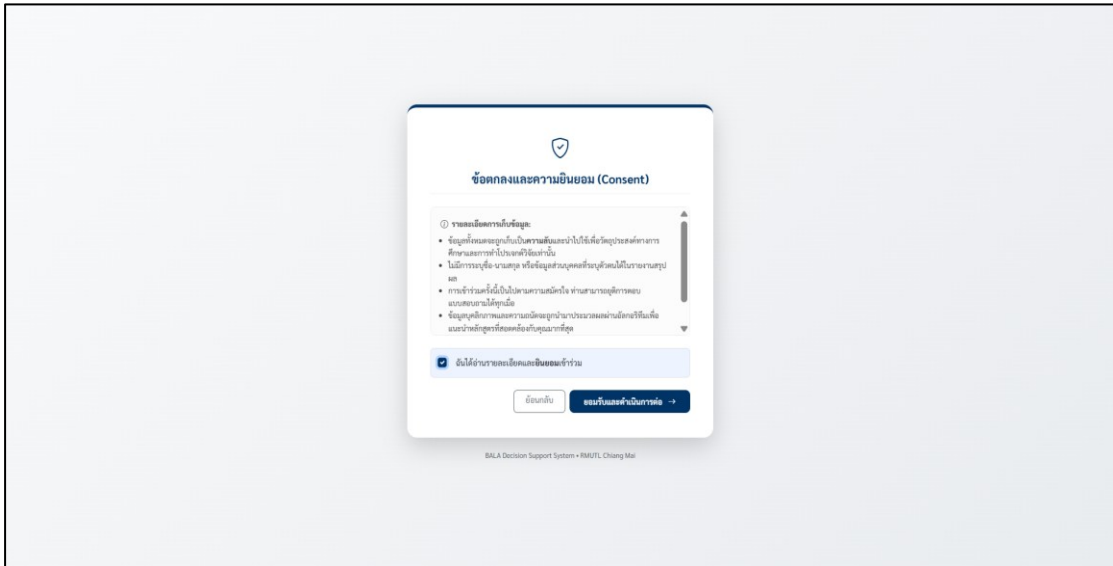 ข้อตกลงและความยินยอม (Consent)
รายละเอียดการเก็บข้อมูล:
• ข้อมูลทั้งหมดจะถูกเก็บเป็นความลับและนำไปใช้เพื่อวัตถุประสงค์ทางการ
ศึกษาและการทำโปรเจกต์วิจัยเท่านั้น
• ไม่มีการระบุชื่อ-นามสกุล หรือข้อมูลส่วนบุคคลที่ระบุตัวตนได้ในรายงานสรุป
ผล
• การเข้าร่วมครั้งนี้เป็นไปตามความสมัครใจ ท่านสามารถยุติการตอบ
แบบสอบถามได้ทุกเมื่อ
• ข้อมูลบุคลิกภาพและความถนัดจะถูกนำมาประมวลผลผ่านอัลกอริทึมเพื่อ
แนะนำหลักสูตรที่สอดคล้องกับคุณมากที่สุด
ฉันได้อ่านรายละเอียดและยินยอมเข้าร่วม
ย้อนกลับ
ยอมรับและดำเนินการต่อ →
BALA Decision Support System • RMUTL Chiang Mai